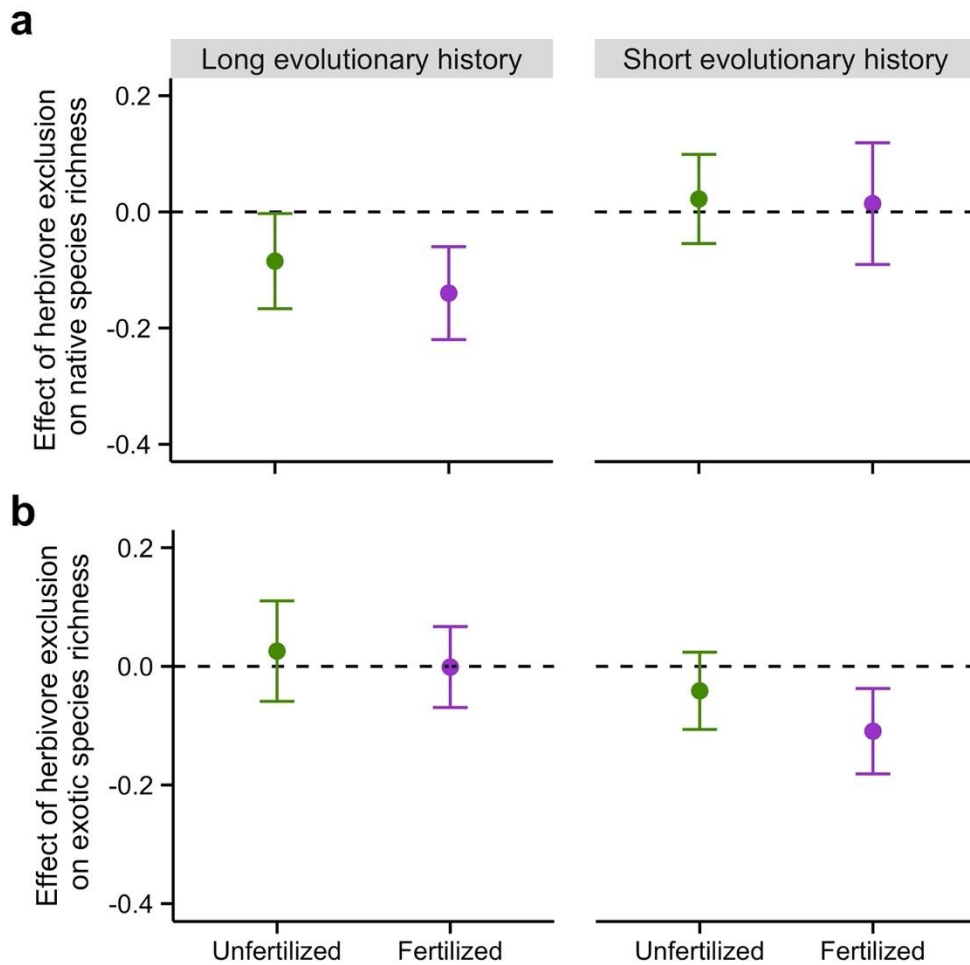 a
Long evolutionary history
Short evolutionary history
Effect of herbivore exclusion
on native species richness
0.2
0.0
-0.2
-0.4
b
Effect of herbivore exclusion
on exotic species richness
0.2
0.0
-0.2
-0.4
Unfertilized
Fertilized
Unfertilized
Fertilized